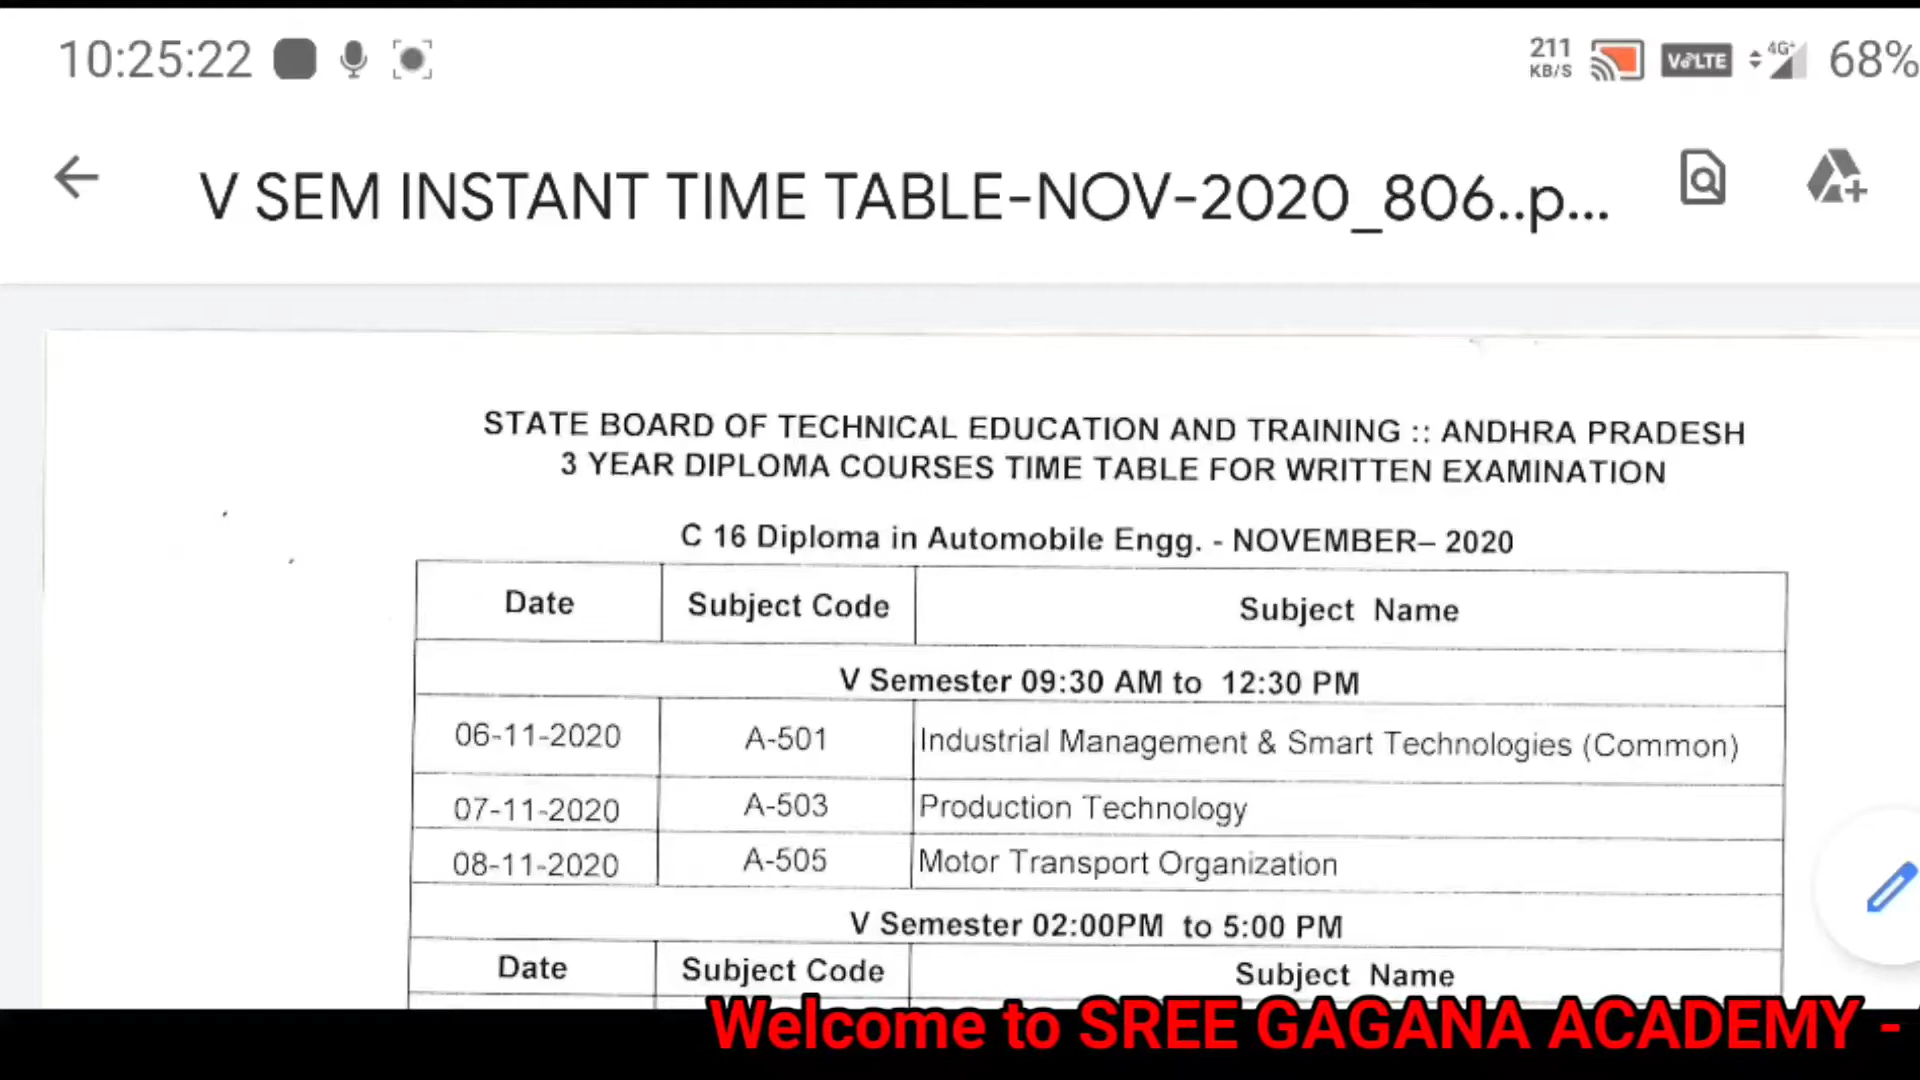 10:25:22 211 KB/S VoLTE 4G+ 68%
V SEM INSTANT TIME TABLE-NOV-2020_806..p...
STATE BOARD OF TECHNICAL EDUCATION AND TRAINING :: ANDHRA PRADESH
3 YEAR DIPLOMA COURSES TIME TABLE FOR WRITTEN EXAMINATION
C 16 Diploma in Automobile Engg. - NOVEMBER– 2020
Date Subject Code Subject Name
V Semester 09:30 AM to 12:30 PM
06-11-2020 A-501 Industrial Management & Smart Technologies (Common)
07-11-2020 A-503 Production Technology
08-11-2020 A-505 Motor Transport Organization
V Semester 02:00PM to 5:00 PM
Date Subject Code Subject Name
Welcome to SREE GAGANA ACADEMY -